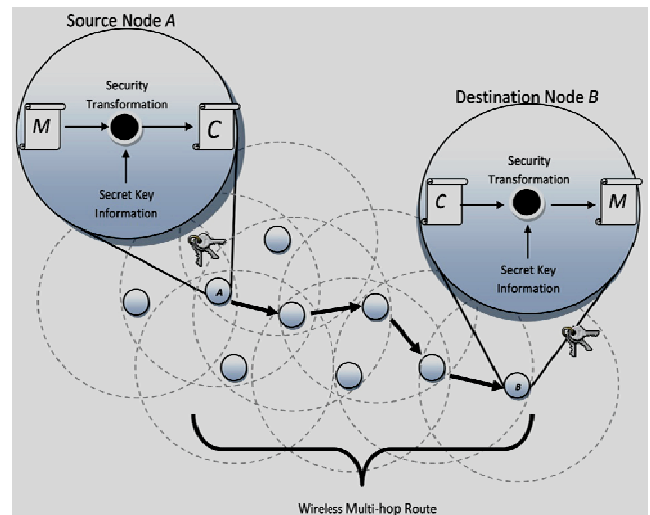 Source Node A
Security
Transformation
M
C
Secret Key
Information
Destination Node B
Security
Transformation
C
M
Secret Key
Information
A
B
Wireless Multi-hop Route